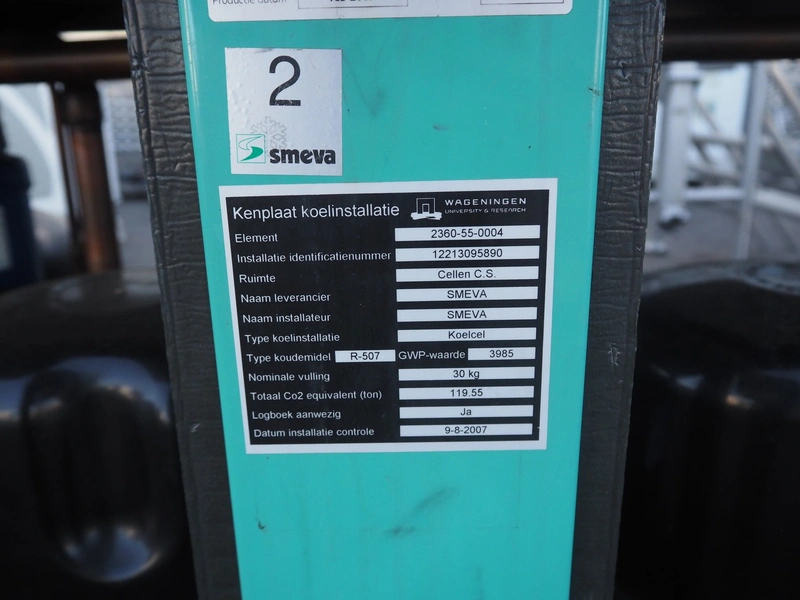 Productie datum
2
smeva
Kenplaat koelinstallatie
WAGENINGEN
UNIVERSITY & RESEARCH
Element 2360-55-0004
Installatie identificatienummer 12213095890
Ruimte Cellen C.S.
Naam leverancier SMEVA
Naam installateur SMEVA
Type koelinstallatie Koelcel
Type koudemidel R-507 GWP-waarde 3985
Nominale vulling 30 kg
Totaal Co2 equivalent (ton) 119.55
Logboek aanwezig Ja
Datum installatie controle 9-8-2007